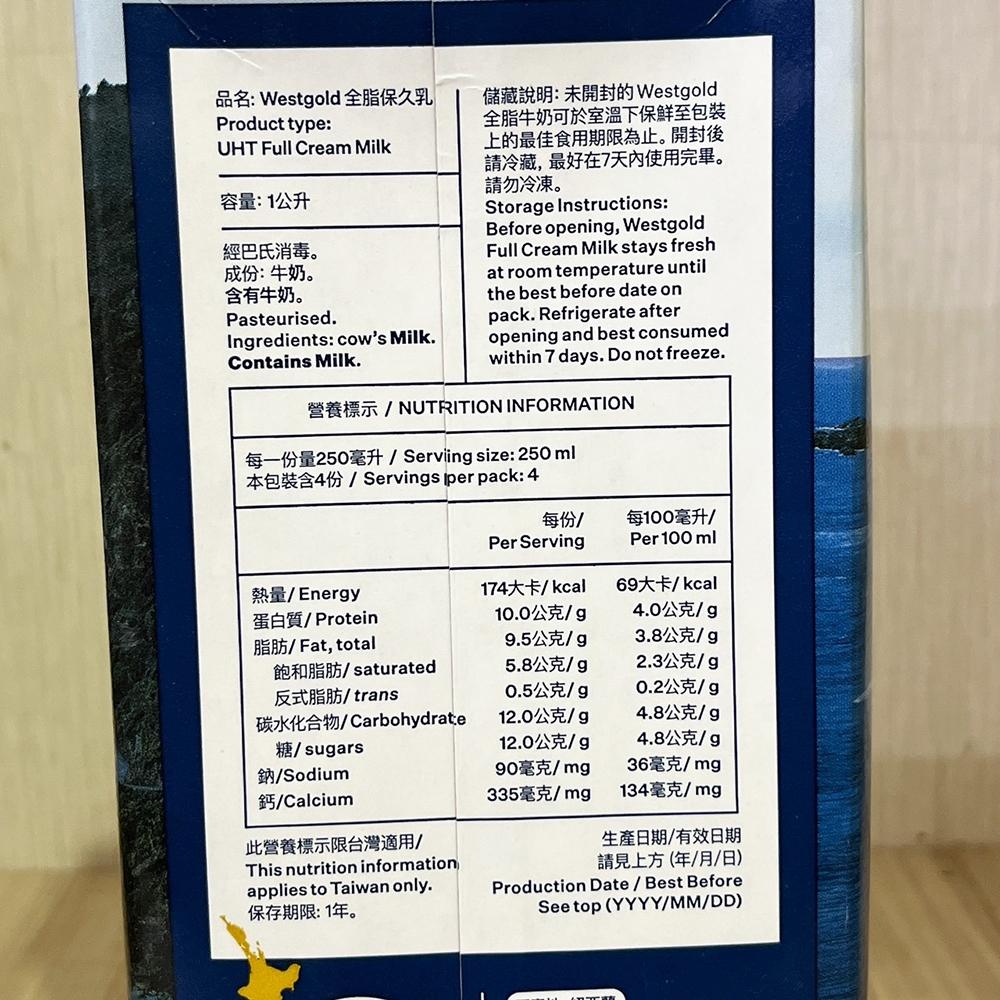 品名: Westgold 全脂保久乳
Product type:
UHT Full Cream Milk
容量: 1公升
經巴氏消毒。
成份: 牛奶。
含有牛奶。
Pasteurised.
Ingredients: cow's Milk.
Contains Milk.
儲藏說明: 未開封的 Westgold
全脂牛奶可於室溫下保鮮至包裝
上的最佳食用期限為止。開封後
請冷藏, 最好在7天內使用完畢。
請勿冷凍。
Storage Instructions:
Before opening, Westgold
Full Cream Milk stays fresh
at room temperature until
the best before date on
pack. Refrigerate after
opening and best consumed
within 7 days. Do not freeze.
營養標示 / NUTRITION INFORMATION
每一份量250毫升 / Serving size: 250 ml
本包裝含4份 / Servings per pack: 4
每份/ 每100毫升/
Per Serving Per 100 ml
熱量/ Energy 174大卡/ kcal 69大卡/ kcal
蛋白質/ Protein 10.0公克/ g 4.0公克/ g
脂肪/ Fat, total 9.5公克/ g 3.8公克/ g
飽和脂肪/ saturated 5.8公克/ g 2.3公克/ g
反式脂肪/ trans 0.5公克/ g 0.2公克/ g
碳水化合物/ Carbohydrate 12.0公克/ g 4.8公克/ g
糖/ sugars 12.0公克/ g 4.8公克/ g
鈉/Sodium 90毫克/ mg 36毫克/ mg
鈣/Calcium 335毫克/ mg 134毫克/ mg
此營養標示限台灣適用/
This nutrition information
applies to Taiwan only.
保存期限: 1年。
生產日期/有效日期
請見上方 (年/月/日)
Production Date / Best Before
See top (YYYY/MM/DD)